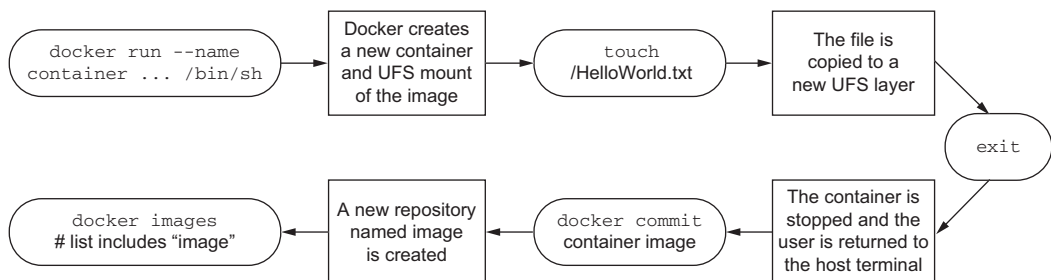 docker run --name
container ... /bin/sh
Docker creates
a new container
and UFS mount
of the image
touch
/HelloWorld.txt
The file is
copied to a
new UFS layer
exit
The container is
stopped and the
user is returned to
the host terminal
docker commit
container image
A new repository
named image
is created
docker images
# list includes “image”